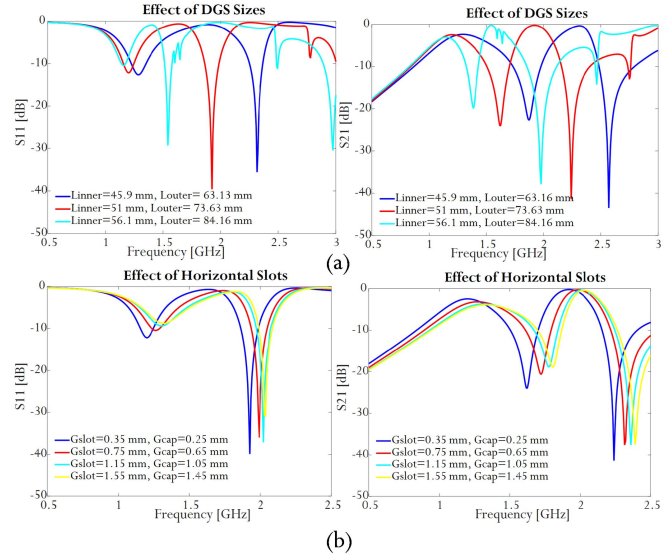 Effect of DGS Sizes
0
-10
-20
-30
-40
-50
S11 [dB]
Linner=45.9 mm, Louter= 63.13 mm
Linner=51 mm, Louter=73.63 mm
Linner=56.1 mm, Louter= 84.16 mm
0.5 1 1.5 2 2.5 3
Frequency [GHz]
Effect of DGS Sizes
0
-10
-20
-30
-40
-50
S21 [dB]
Linner=45.9 mm, Louter=63.16 mm
Linner=51 mm, Louter=73.63 mm
Linner=56.1 mm, Louter=84.16 mm
0.5 1 1.5 2 2.5 3
Frequency [GHz]
(a)
Effect of Horizontal Slots
0
-10
-20
-30
-40
-50
S11 [dB]
Gslot=0.35 mm, Gcap=0.25 mm
Gslot=0.75 mm, Gcap=0.65 mm
Gslot=1.15 mm, Gcap=1.05 mm
Gslot=1.55 mm, Gcap=1.45 mm
0.5 1 1.5 2 2.5
Frequency [GHz]
Effect of Horizontal Slots
0
-10
-20
-30
-40
-50
S21 [dB]
Gslot=0.35 mm, Gcap=0.25 mm
Gslot=0.75 mm, Gcap=0.65 mm
Gslot=1.15 mm, Gcap=1.05 mm
Gslot=1.55 mm, Gcap=1.45 mm
0.5 1 1.5 2 2.5
Frequency [GHz]
(b)